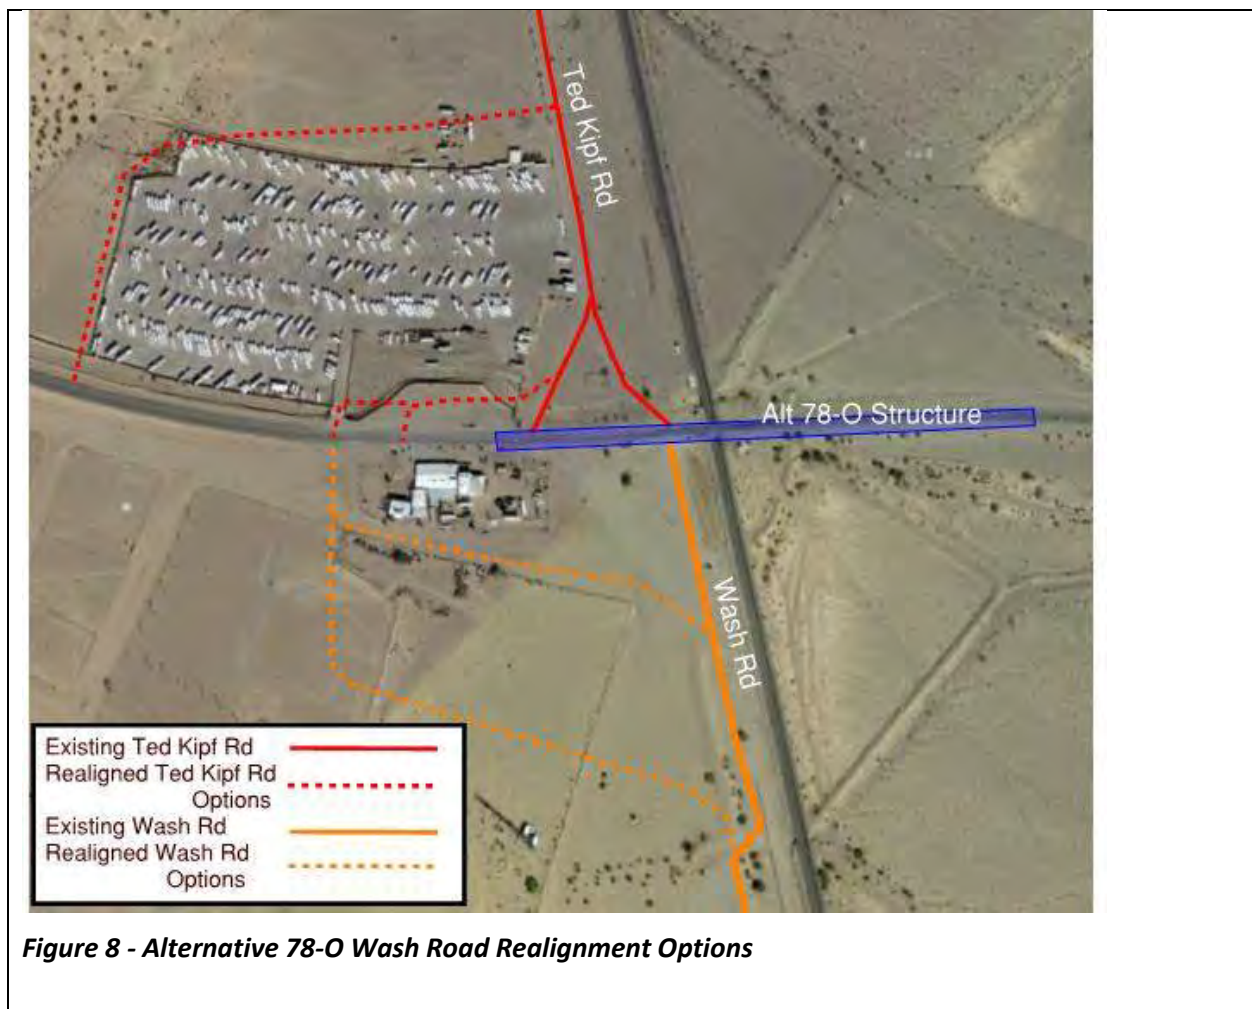 Ted Kipf Rd
Alt 78-O Structure
Wash Rd
Existing Ted Kipf Rd
Realigned Ted Kipf Rd
Options
Existing Wash Rd
Realigned Wash Rd
Options
Figure 8 - Alternative 78-O Wash Road Realignment Options